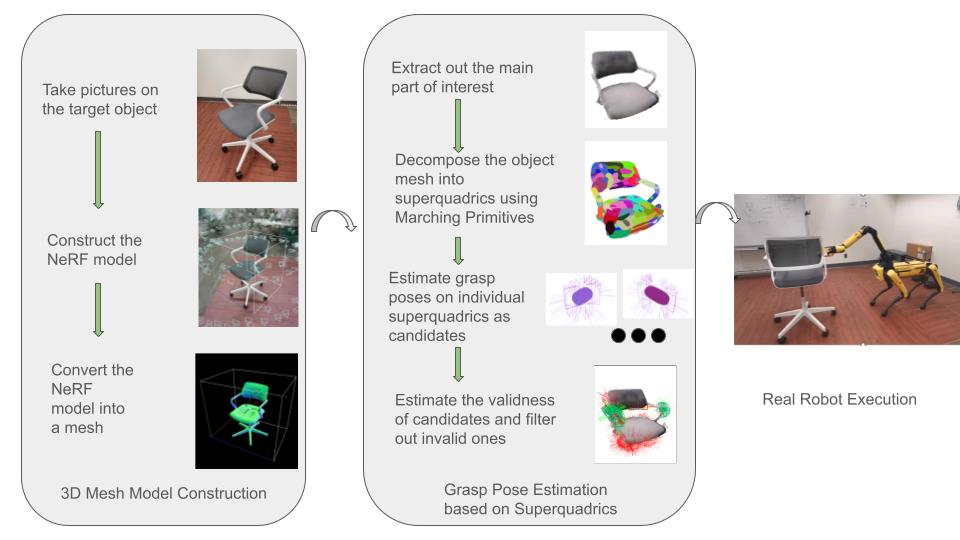 Take pictures on
the target object
Construct the
NeRF model
Convert the
NeRF
model into
a mesh
3D Mesh Model Construction
Extract out the main
part of interest
Decompose the object
mesh into
superquadrics using
Marching Primitives
Estimate grasp
poses on individual
superquadrics as
candidates
Estimate the validness
of candidates and filter
out invalid ones
Grasp Pose Estimation
based on Superquadrics
Real Robot Execution